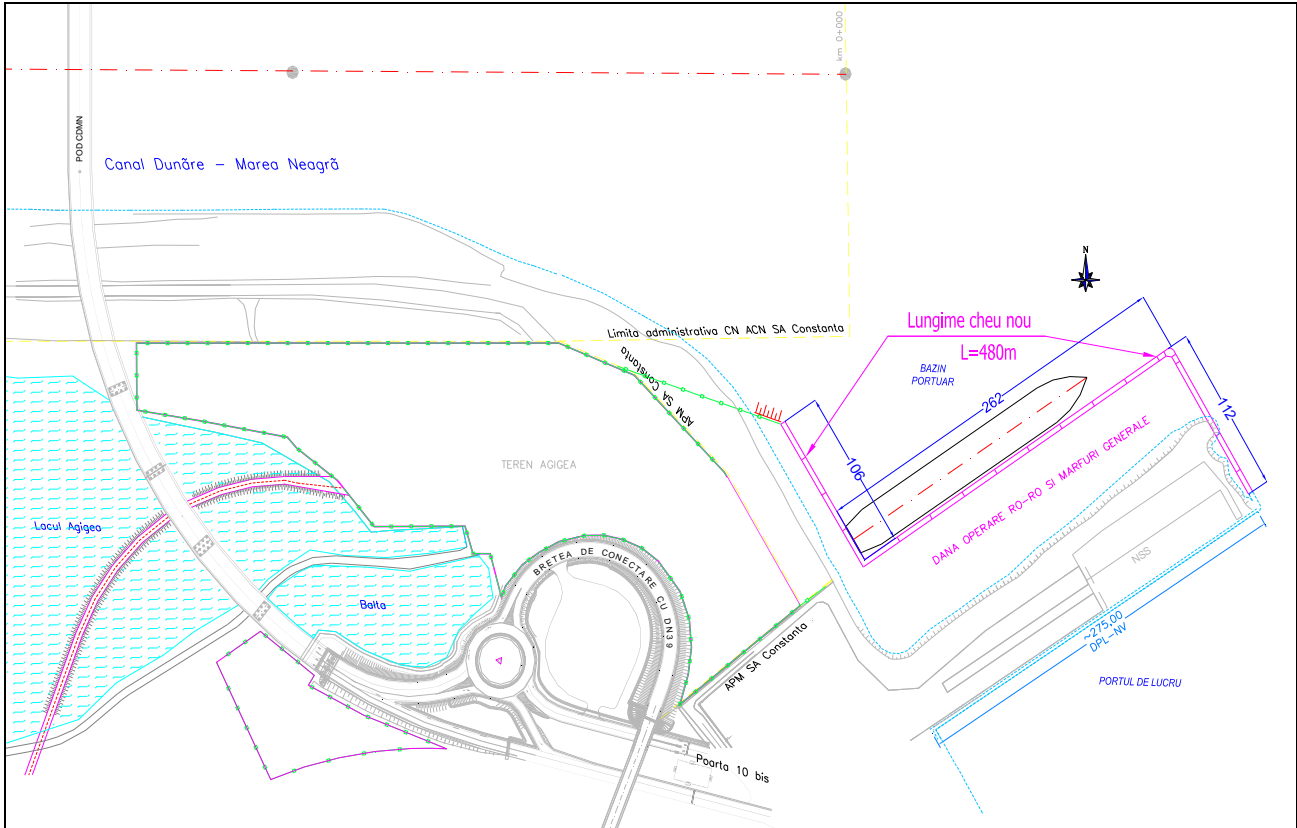 km 0+000
POD CDMN
Canal Dunăre – Marea Neagră
N
Limita administrativa CN ACN SA Constanta
APM SA Constanta
Lungime cheu nou
L=480m
BAZIN
PORTUAR
262
112
106
DANA OPERARE RO-RO SI MARFURI GENERALE
TEREN AGIGEA
Lacul Agigea
BRETEA DE CONECTARE CU DN39
Balta
NSS
~275.00
DPL-NV
APM SA Constanta
PORTUL DE LUCRU
Poarta 10 bis